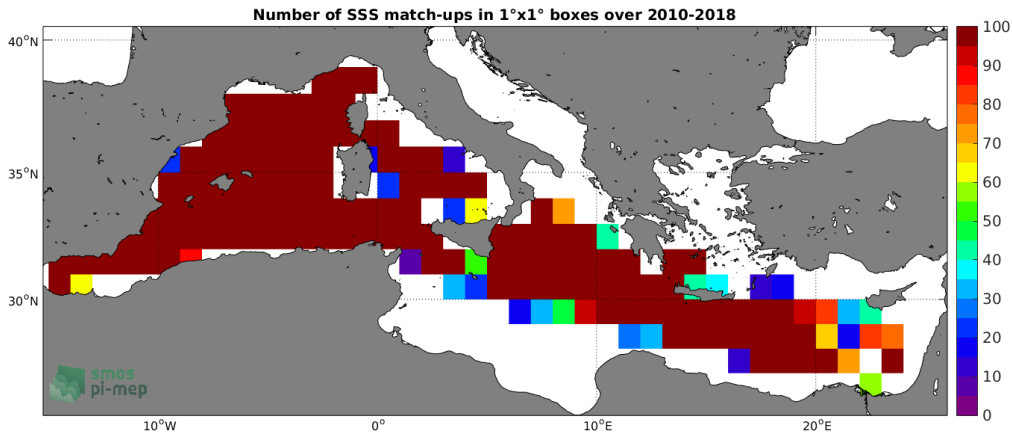 Number of SSS match-ups in 1°x1° boxes over 2010-2018
40°N
35°N
30°N
10°W
0°
10°E
20°E
100
90
80
70
60
50
40
30
20
10
0
smos
pi-mep